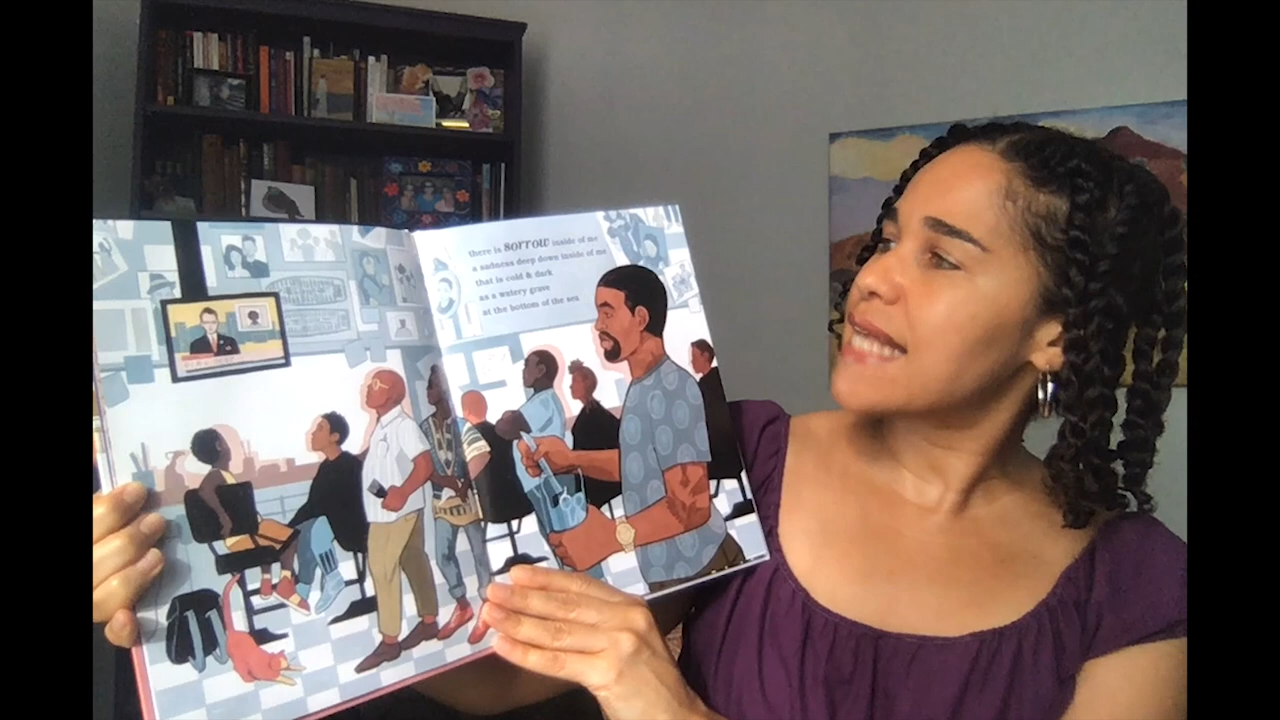 there is SORROW inside of me
a sadness deep down inside of me
that is cold & dark
as a watery grave
at the bottom of the sea